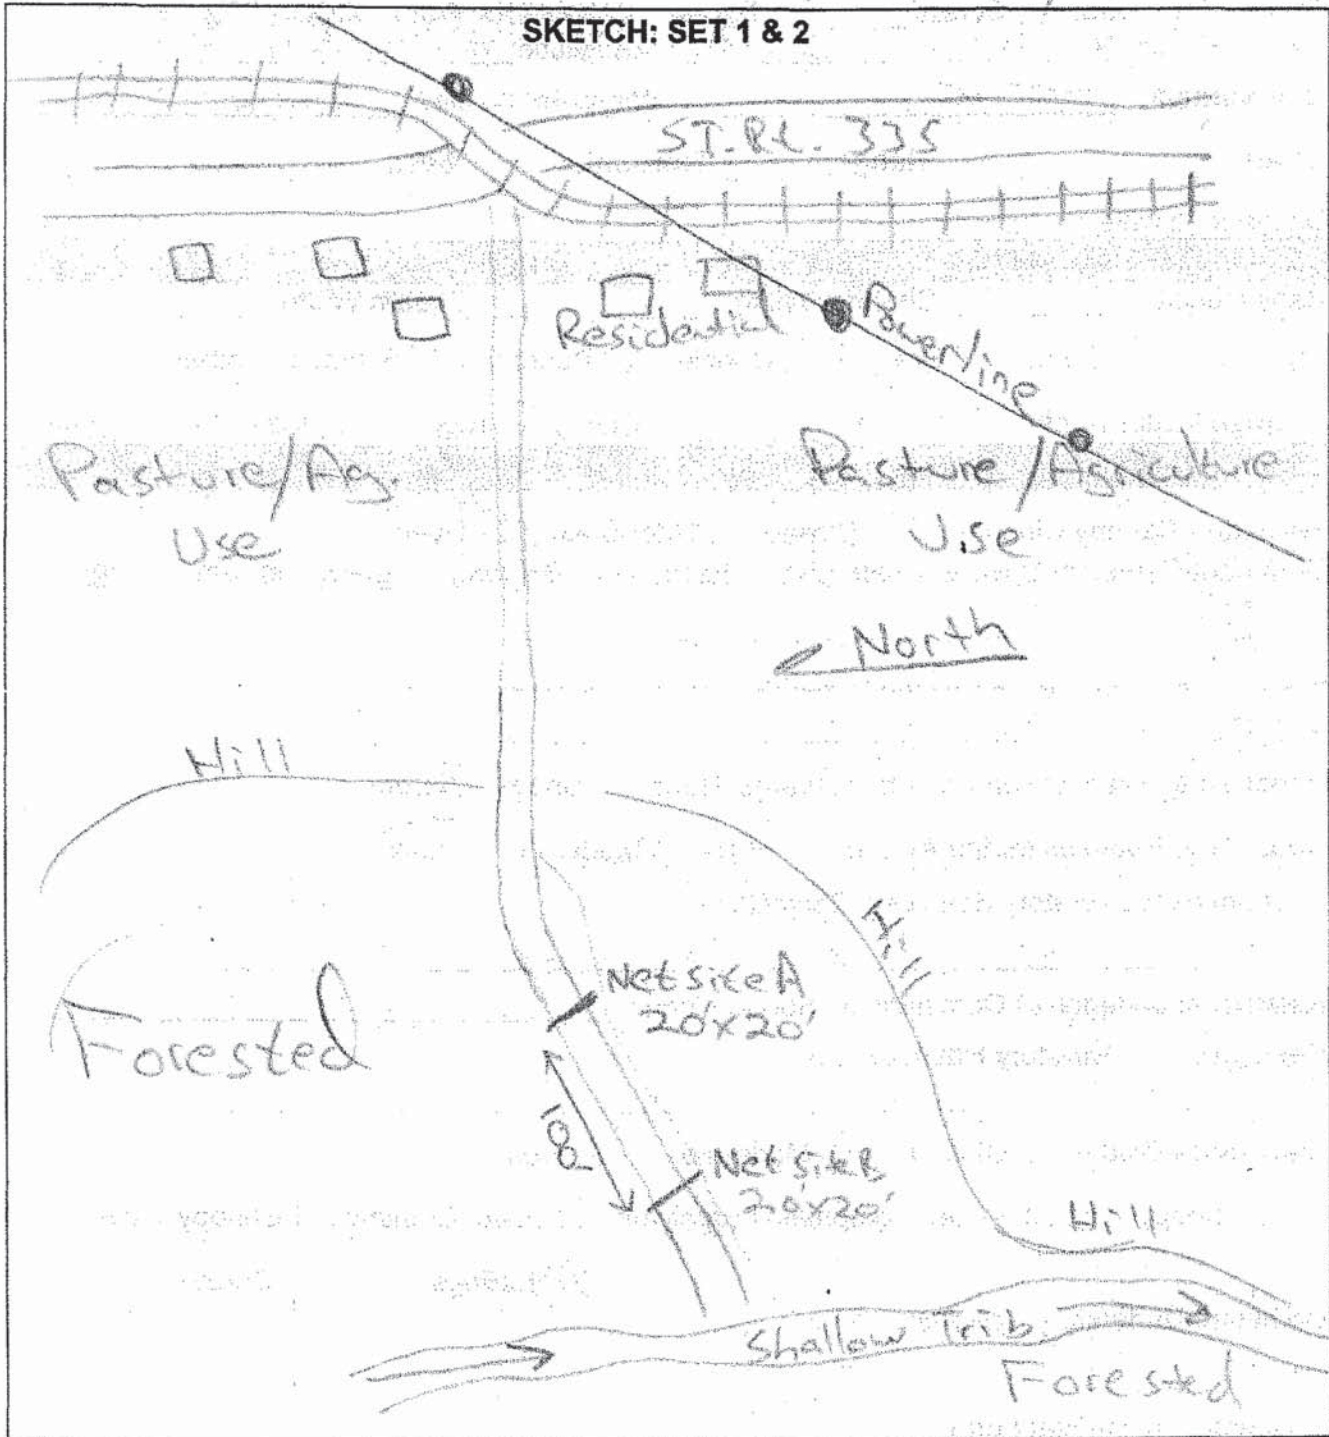 SKETCH: SET 1 & 2
ST. Rt. 335
Residential
Powerline
Pasture/Ag.
Use
Pasture/Agriculture
Use
North
Hill
Hill
Net site A
20'x20'
Forested
Net site B
20'x20'
Hill
Shallow Trib.
Forested